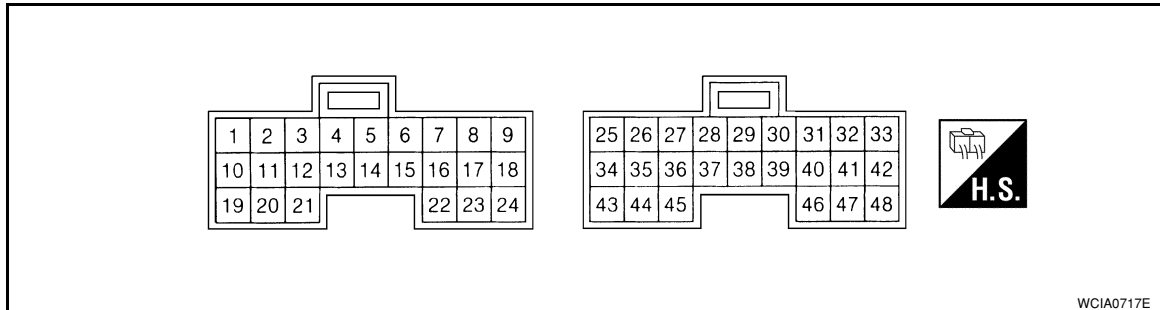 1 2 3 4 5 6 7 8 9
10 11 12 13 14 15 16 17 18
19 20 21 22 23 24
25 26 27 28 29 30 31 32 33
34 35 36 37 38 39 40 41 42
43 44 45 46 47 48
H.S.
WCIA0717E